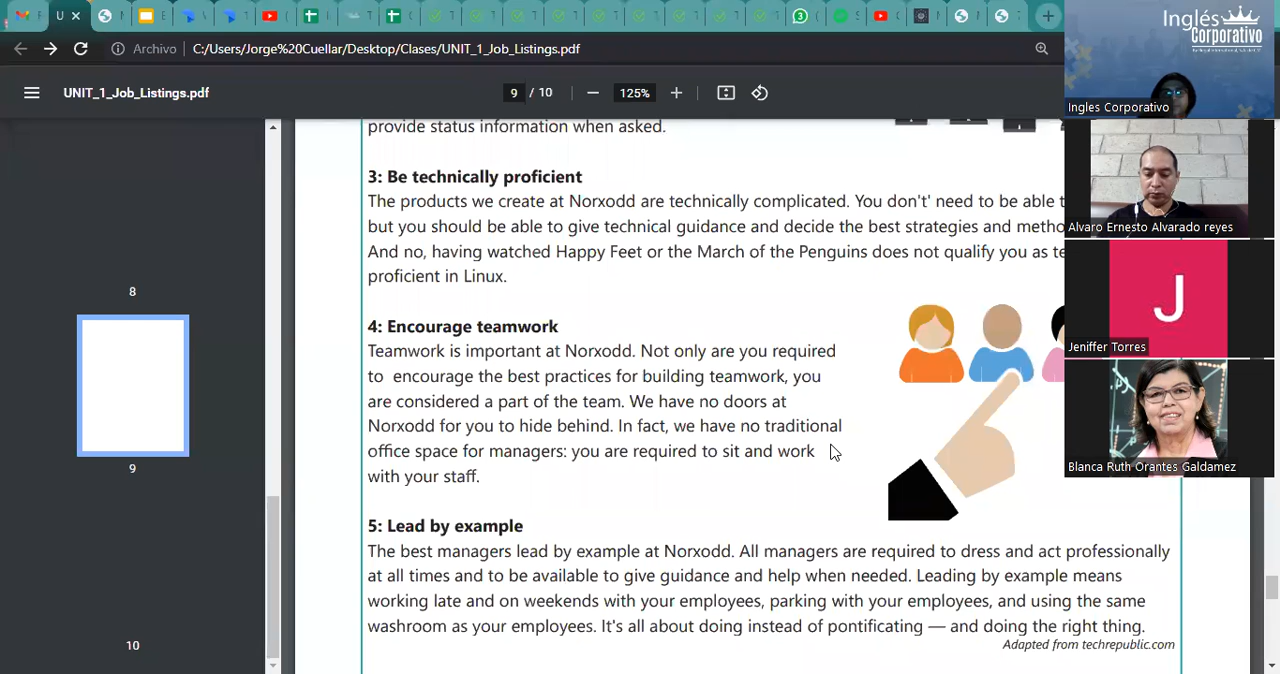 U
3
Archivo
C:/Users/Jorge%20Cuellar/Desktop/Clases/UNIT_1_Job_Listings.pdf
UNIT_1_Job_Listings.pdf
9 / 10
125%
8
9
10
provide status information when asked.
3: Be technically proficient
The products we create at Norxodd are technically complicated. You don't' need to be able t
but you should be able to give technical guidance and decide the best strategies and metho
And no, having watched Happy Feet or the March of the Penguins does not qualify you as te
proficient in Linux.
4: Encourage teamwork
Teamwork is important at Norxodd. Not only are you required
to encourage the best practices for building teamwork, you
are considered a part of the team. We have no doors at
Norxodd for you to hide behind. In fact, we have no traditional
office space for managers: you are required to sit and work
with your staff.
5: Lead by example
The best managers lead by example at Norxodd. All managers are required to dress and act professionally
at all times and to be available to give guidance and help when needed. Leading by example means
working late and on weekends with your employees, parking with your employees, and using the same
washroom as your employees. It's all about doing instead of pontificating — and doing the right thing.
Adapted from techrepublic.com
Inglés
Corporativo
Ingles Corporativo
Alvaro Ernesto Alvarado reyes
J
Jeniffer Torres
Blanca Ruth Orantes Galdamez